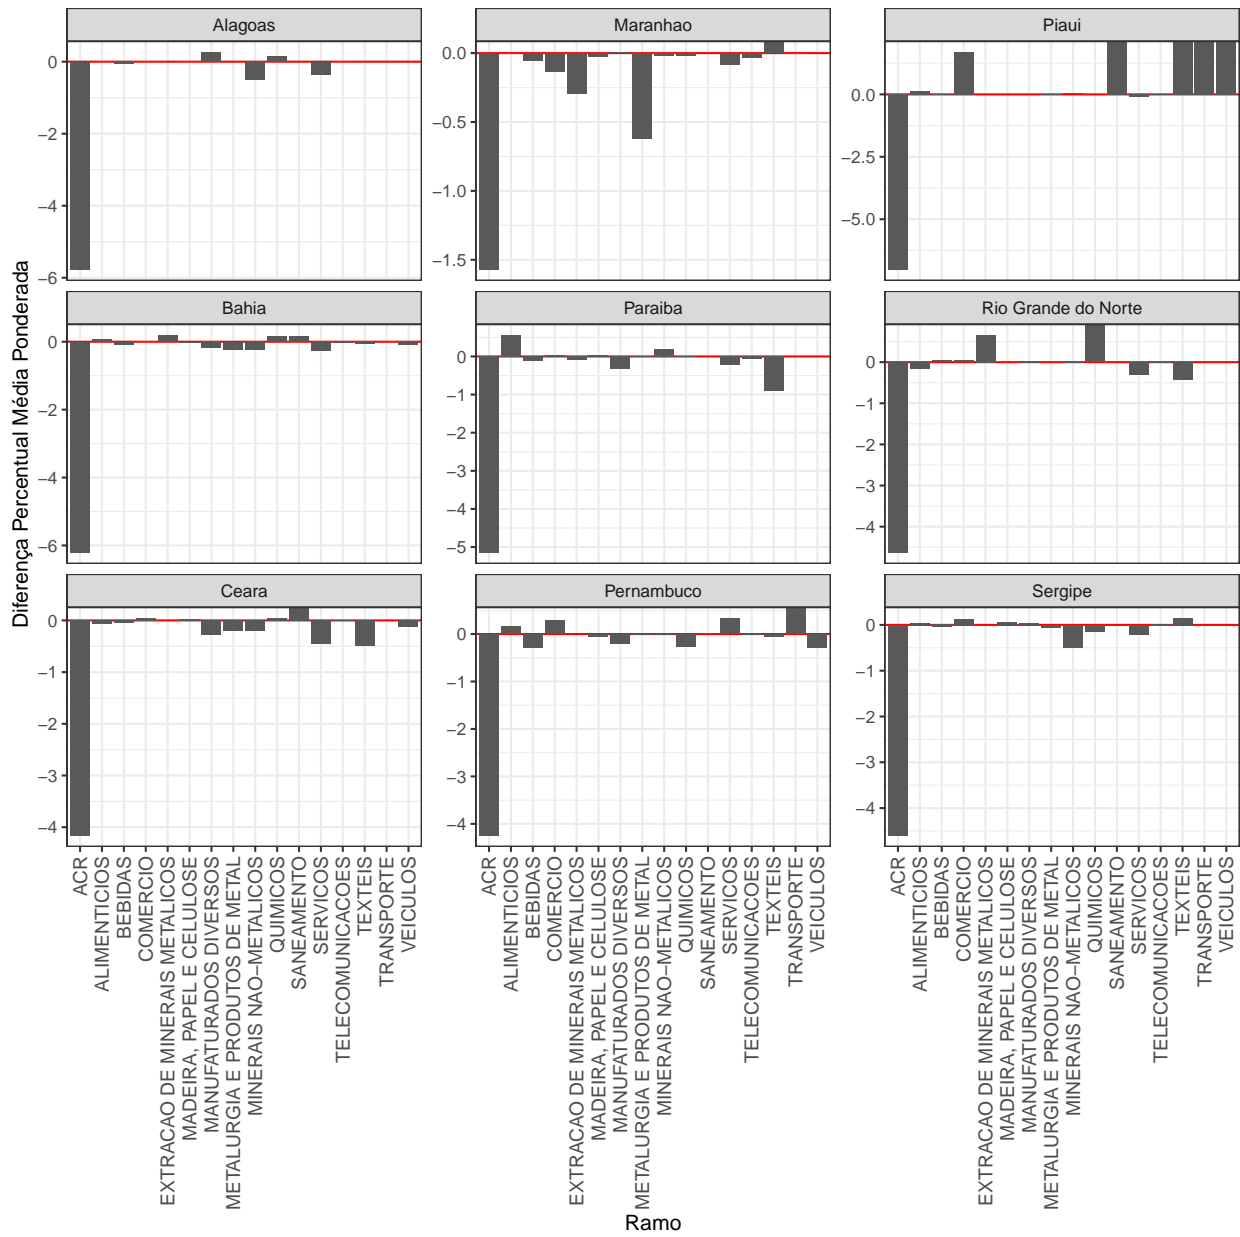 Alagoas
Maranhao
Piaui
0
−2
−4
−6
0.0
−0.5
−1.0
−1.5
0.0
−2.5
−5.0
Bahia
Paraiba
Rio Grande do Norte
0
−2
−4
−6
0
−1
−2
−3
−4
−5
0
−1
−2
−3
−4
Ceara
Pernambuco
Sergipe
0
−1
−2
−3
−4
0
−1
−2
−3
−4
0
−1
−2
−3
−4
Diferença Percentual Média Ponderada
ACR
ALIMENTICIOS
BEBIDAS
COMERCIO
EXTRACAO DE MINERAIS METALICOS
MADEIRA, PAPEL E CELULOSE
MANUFATURADOS DIVERSOS
METALURGIA E PRODUTOS DE METAL
MINERAIS NAO−METALICOS
QUIMICOS
SANEAMENTO
SERVICOS
TELECOMUNICACOES
TEXTEIS
TRANSPORTE
VEICULOS
ACR
ALIMENTICIOS
BEBIDAS
COMERCIO
EXTRACAO DE MINERAIS METALICOS
MADEIRA, PAPEL E CELULOSE
MANUFATURADOS DIVERSOS
METALURGIA E PRODUTOS DE METAL
MINERAIS NAO−METALICOS
QUIMICOS
SANEAMENTO
SERVICOS
TELECOMUNICACOES
TEXTEIS
TRANSPORTE
VEICULOS
ACR
ALIMENTICIOS
BEBIDAS
COMERCIO
EXTRACAO DE MINERAIS METALICOS
MADEIRA, PAPEL E CELULOSE
MANUFATURADOS DIVERSOS
METALURGIA E PRODUTOS DE METAL
MINERAIS NAO−METALICOS
QUIMICOS
SANEAMENTO
SERVICOS
TELECOMUNICACOES
TEXTEIS
TRANSPORTE
VEICULOS
Ramo